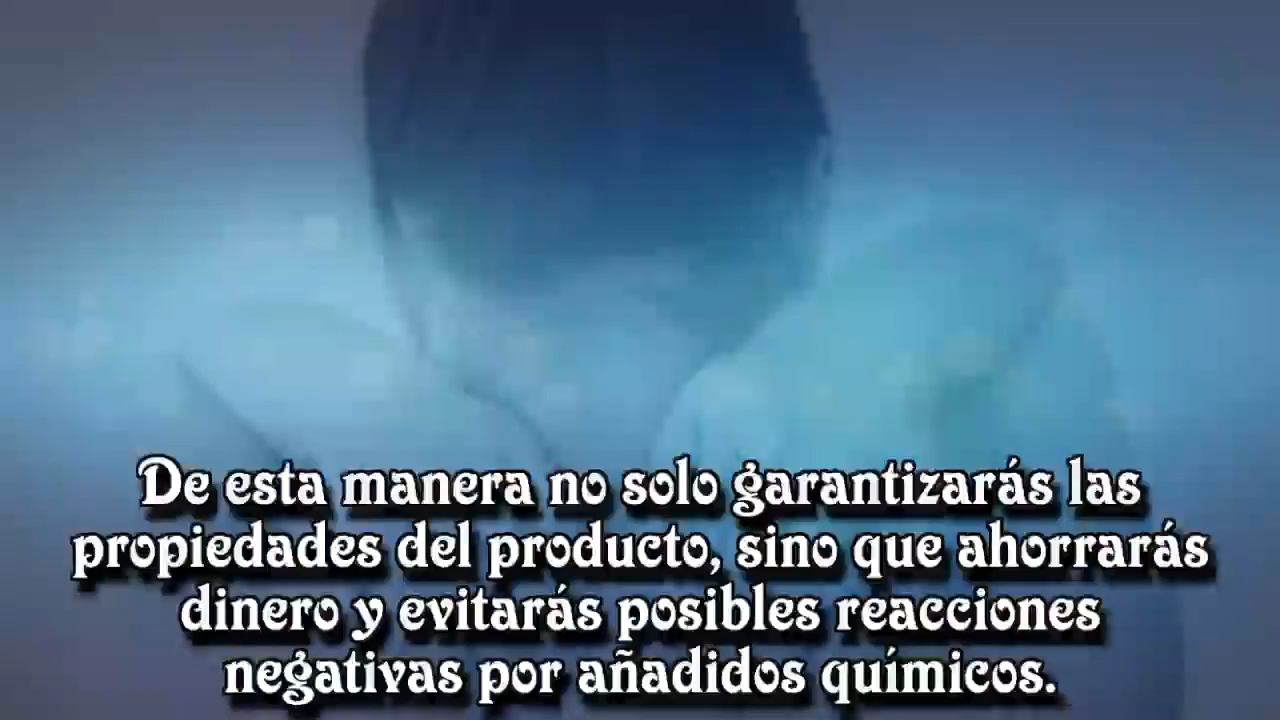 De esta manera no solo garantizarás las
propiedades del producto, sino que ahorrarás
dinero y evitarás posibles reacciones
negativas por añadidos químicos.